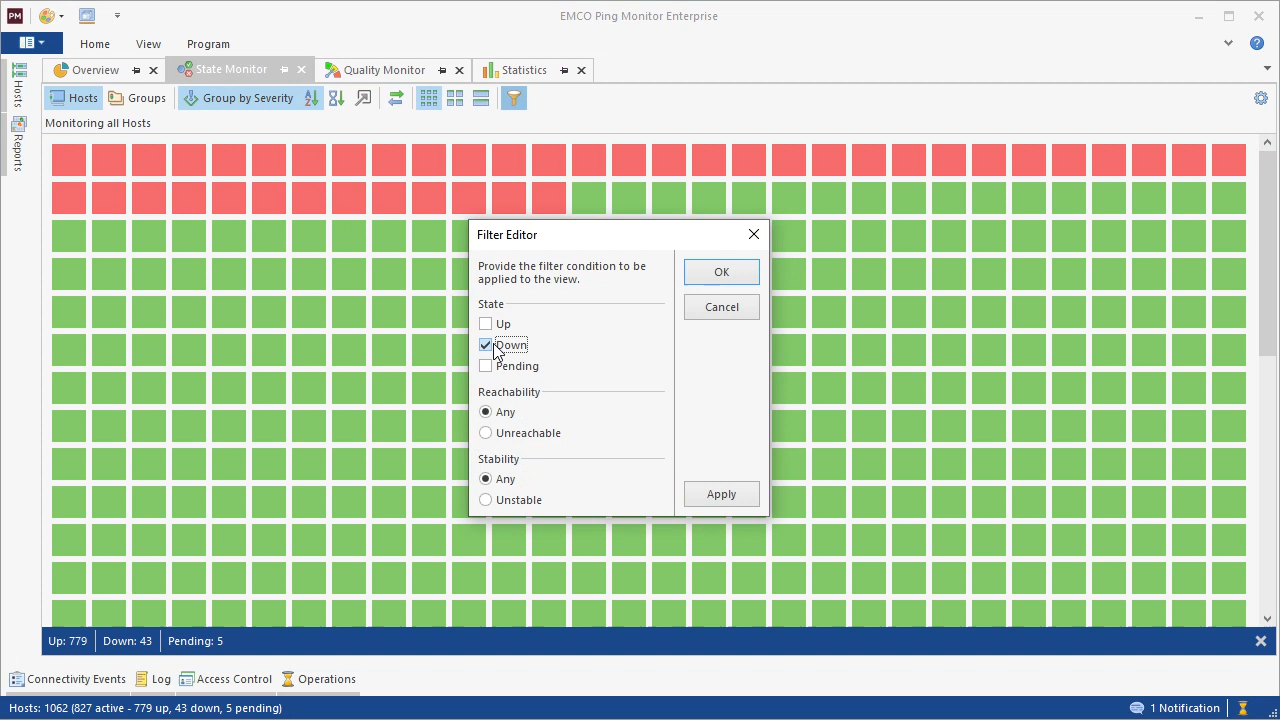 PM
EMCO Ping Monitor Enterprise
Home View Program
Overview State Monitor Quality Monitor Statistics
Hosts
Reports
Hosts Groups Group by Severity
Monitoring all Hosts
Filter Editor
Provide the filter condition to be
applied to the view.
OK
Cancel
State
Up
Down
Pending
Reachability
Any
Unreachable
Stability
Any
Unstable
Apply
Up: 779 Down: 43 Pending: 5
Connectivity Events Log Access Control Operations
Hosts: 1062 (827 active - 779 up, 43 down, 5 pending) 1 Notification